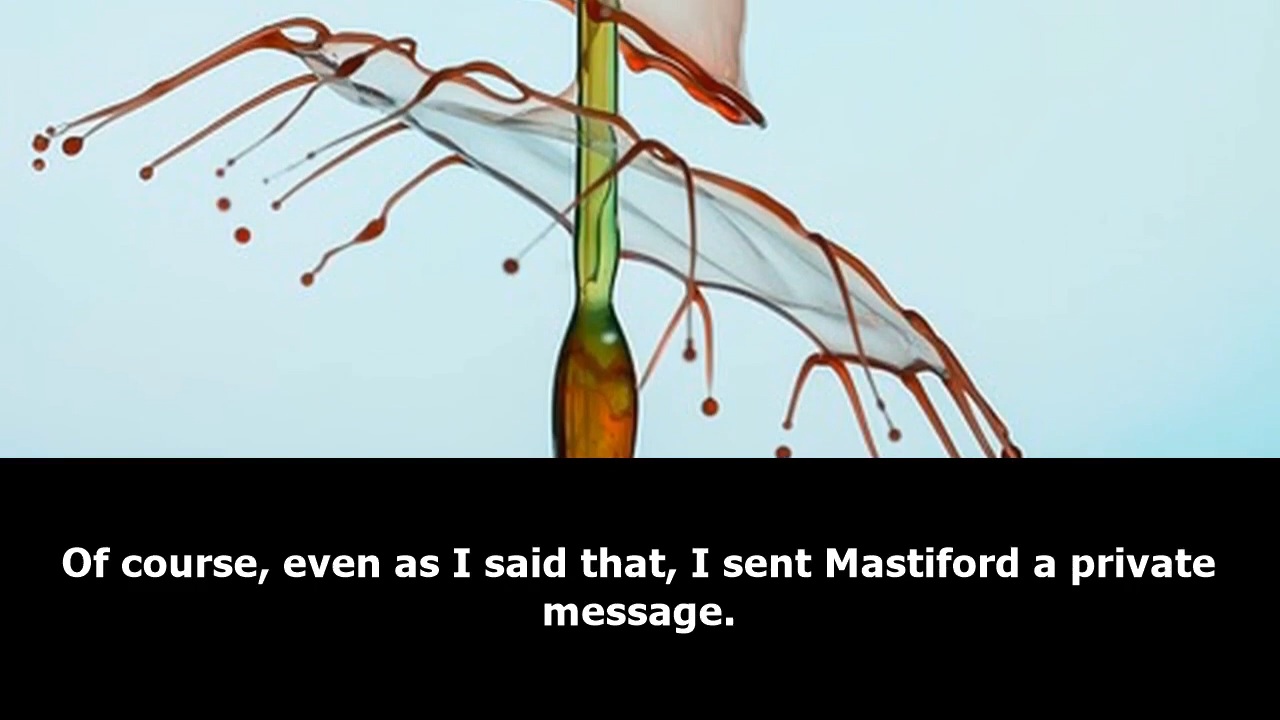 Of course, even as I said that, I sent Mastiford a private
message.